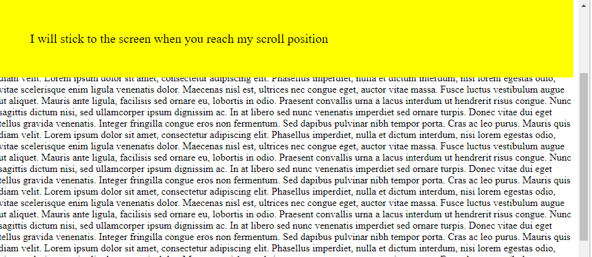 I will stick to the screen when you reach my scroll position
diam velit. Lorem ipsum dolor sit amet, consectetur adipiscing elit. Phasellus imperdiet, nulla et dictum interdum, nisi lorem egestas odio,
vitae scelerisque enim ligula venenatis dolor. Maecenas nisl est, ultrices nec congue eget, auctor vitae massa. Fusce luctus vestibulum augue
ut aliquet. Mauris ante ligula, facilisis sed ornare eu, lobortis in odio. Praesent convallis urna a lacus interdum ut hendrerit risus congue. Nunc
sagittis dictum nisi, sed ullamcorper ipsum dignissim ac. In at libero sed nunc venenatis imperdiet sed ornare turpis. Donec vitae dui eget
tellus gravida venenatis. Integer fringilla congue eros non fermentum. Sed dapibus pulvinar nibh tempor porta. Cras ac leo purus. Mauris quis
diam velit. Lorem ipsum dolor sit amet, consectetur adipiscing elit. Phasellus imperdiet, nulla et dictum interdum, nisi lorem egestas odio,
vitae scelerisque enim ligula venenatis dolor. Maecenas nisl est, ultrices nec congue eget, auctor vitae massa. Fusce luctus vestibulum augue
ut aliquet. Mauris ante ligula, facilisis sed ornare eu, lobortis in odio. Praesent convallis urna a lacus interdum ut hendrerit risus congue. Nunc
sagittis dictum nisi, sed ullamcorper ipsum dignissim ac. In at libero sed nunc venenatis imperdiet sed ornare turpis. Donec vitae dui eget
tellus gravida venenatis. Integer fringilla congue eros non fermentum. Sed dapibus pulvinar nibh tempor porta. Cras ac leo purus. Mauris quis
diam velit. Lorem ipsum dolor sit amet, consectetur adipiscing elit. Phasellus imperdiet, nulla et dictum interdum, nisi lorem egestas odio,
vitae scelerisque enim ligula venenatis dolor. Maecenas nisl est, ultrices nec congue eget, auctor vitae massa. Fusce luctus vestibulum augue
ut aliquet. Mauris ante ligula, facilisis sed ornare eu, lobortis in odio. Praesent convallis urna a lacus interdum ut hendrerit risus congue. Nunc
sagittis dictum nisi, sed ullamcorper ipsum dignissim ac. In at libero sed nunc venenatis imperdiet sed ornare turpis. Donec vitae dui eget
tellus gravida venenatis. Integer fringilla congue eros non fermentum. Sed dapibus pulvinar nibh tempor porta. Cras ac leo purus. Mauris quis
diam velit. Lorem ipsum dolor sit amet, consectetur adipiscing elit. Phasellus imperdiet, nulla et dictum interdum, nisi lorem egestas odio,